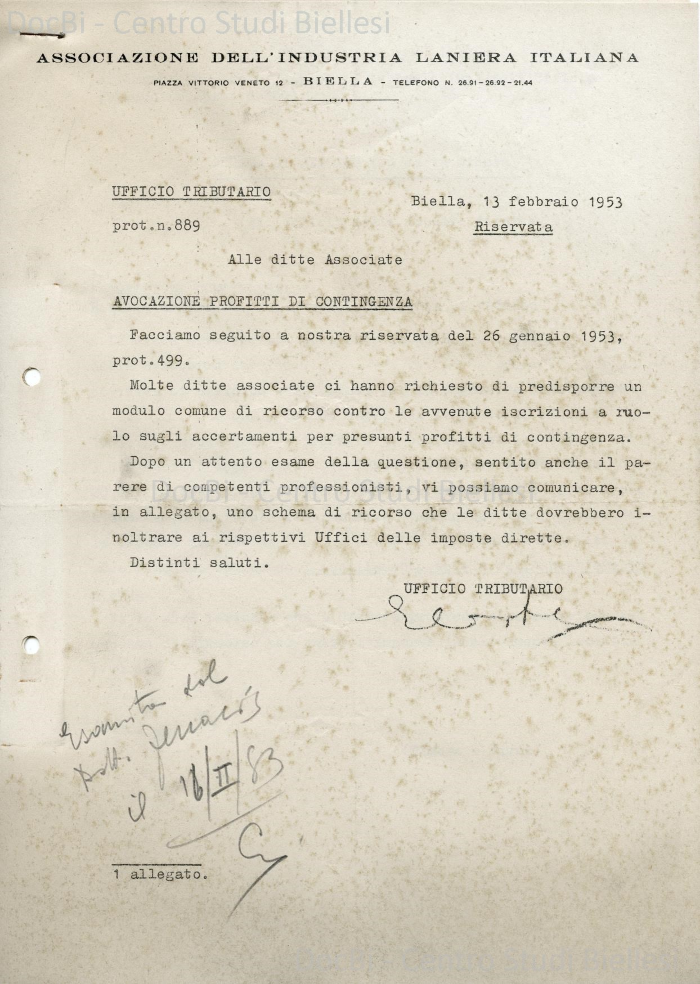 DocBi - Centro Studi Biellesi
ASSOCIAZIONE DELL'INDUSTRIA LANIERA ITALIANA
PIAZZA VITTORIO VENETO 12 - BIELLA - TELEFONO N. 26.91-26.92-21.44
UFFICIO TRIBUTARIO
Biella, 13 febbraio 1953
prot.n.889
Riservata
Alle ditte Associate
AVOCAZIONE PROFITTI DI CONTINGENZA
Facciamo seguito a nostra riservata del 26 gennaio 1953,
prot.499.
Molte ditte associate ci hanno richiesto di predisporre un
modulo comune di ricorso contro le avvenute iscrizioni a ruo-
lo sugli accertamenti per presunti profitti di contingenza.
Dopo un attento esame della questione, sentito anche il pa-
rere di competenti professionisti, vi possiamo comunicare,
in allegato, uno schema di ricorso che le ditte dovrebbero i-
noltrare ai rispettivi Uffici delle imposte dirette.
Distinti saluti.
UFFICIO TRIBUTARIO
Esaminata dal
Dott.
il 16/II/53
1 allegato.